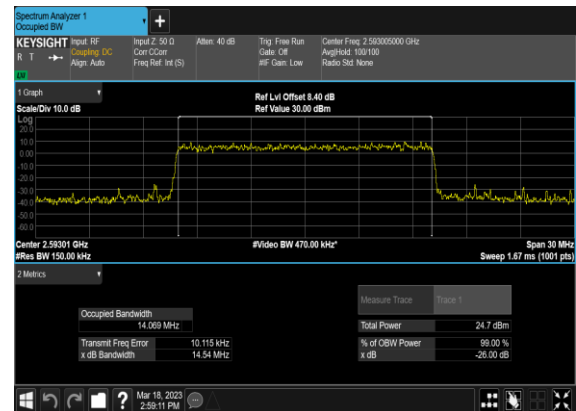 Spectrum Analyzer 1
Occupied BW
KEYSIGHT Input: RF Input Z: 50 Ω Atten: 40 dB Trig: Free Run Center Freq: 2.593005000 GHz
R T Coupling: DC Corr CCorr Gate: Off Avg|Hold: 100/100
Align: Auto Freq Ref: Int (S) #IF Gain: Low Radio Std: None
LNI
1 Graph
Ref Lvl Offset 8.40 dB
Scale/Div 10.0 dB Ref Value 30.00 dBm
Log
20.0
10.0
0.00
-10.0
-20.0
-30.0
-40.0
-50.0
-60.0
Center 2.59301 GHz #Video BW 470.00 kHz* Span 30 MHz
#Res BW 150.00 kHz Sweep 1.67 ms (1001 pts)
2 Metrics
Measure Trace Trace 1
Occupied Bandwidth
14.069 MHz Total Power 24.7 dBm
Transmit Freq Error 10.115 kHz % of OBW Power 99.00 %
x dB Bandwidth 14.54 MHz x dB -26.00 dB
? Mar 18, 2023
2:59:11 PM